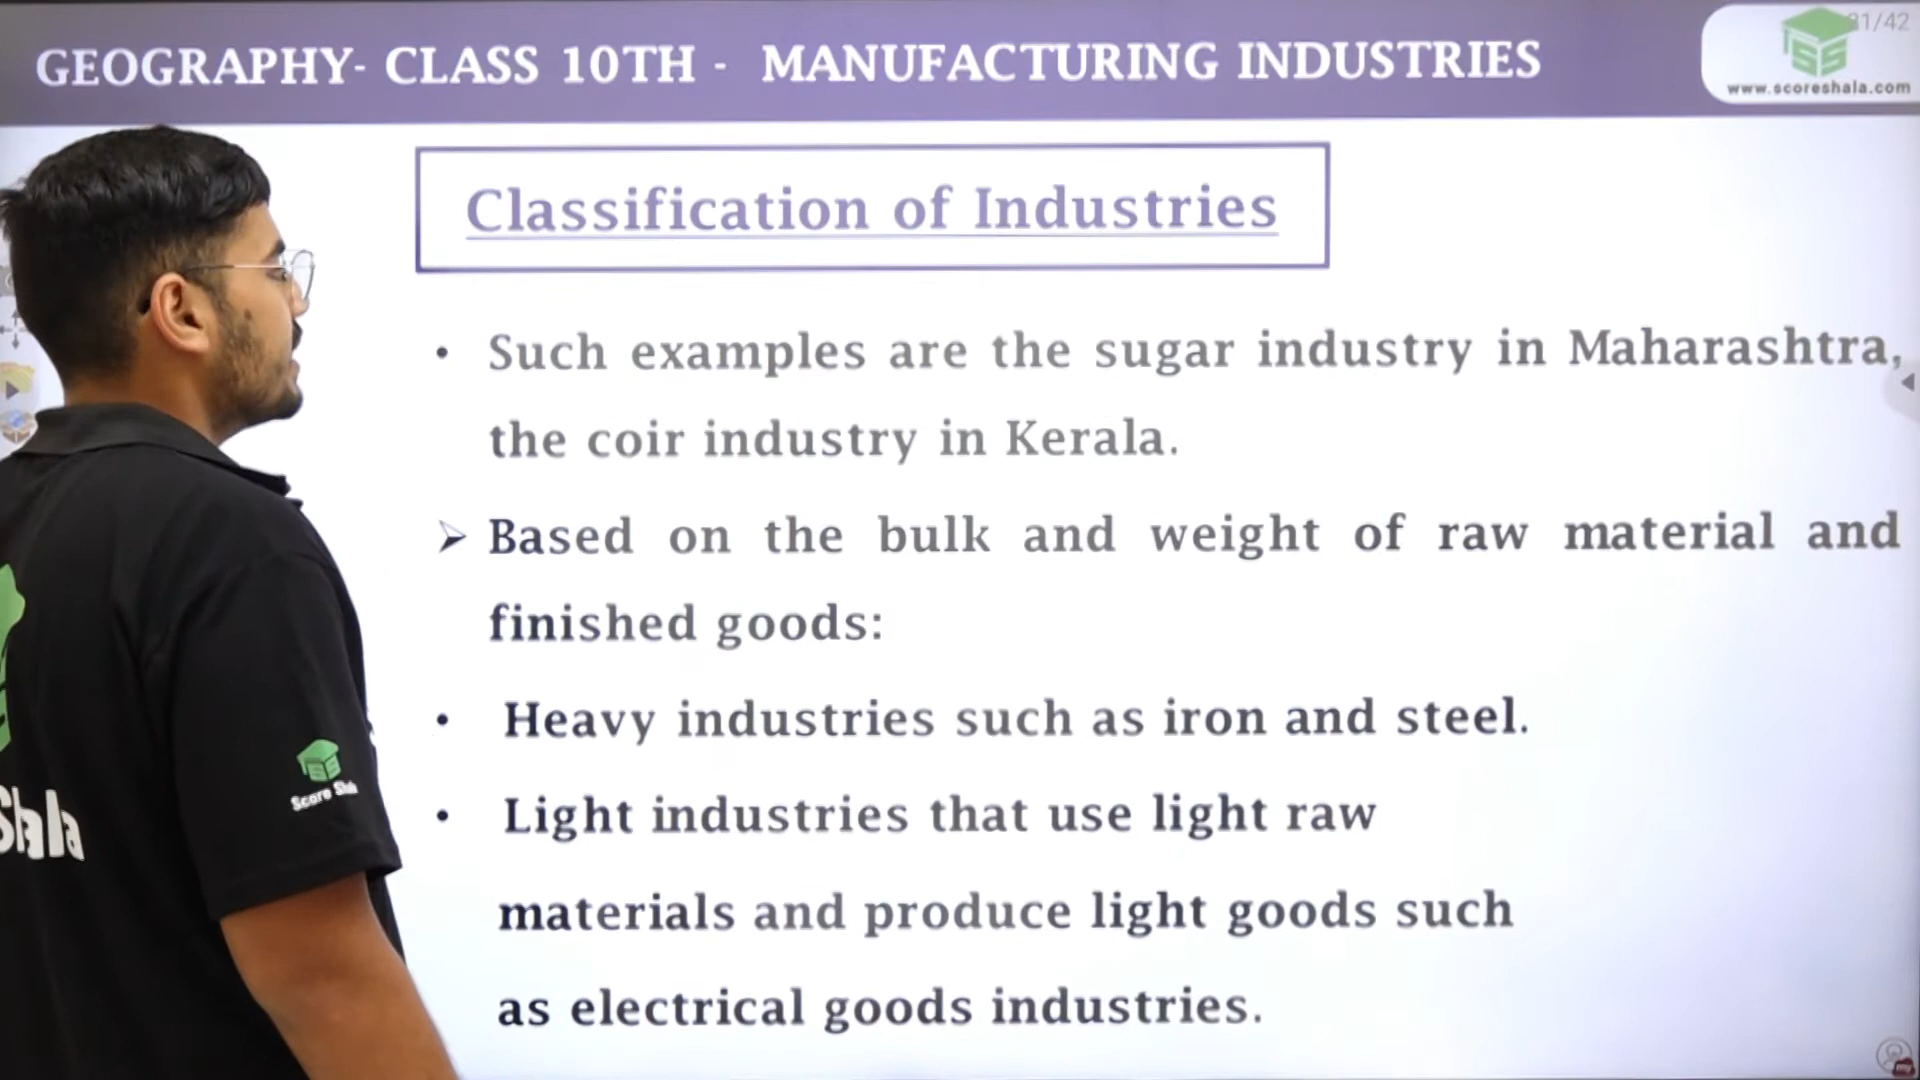 GEOGRAPHY- CLASS 10TH - MANUFACTURING INDUSTRIES
31/42
www.scoreshala.com
Classification of Industries
• Such examples are the sugar industry in Maharashtra,
the coir industry in Kerala.
➢ Based on the bulk and weight of raw material and
finished goods:
• Heavy industries such as iron and steel.
• Light industries that use light raw
materials and produce light goods such
as electrical goods industries.
Score Shala
Shala
my